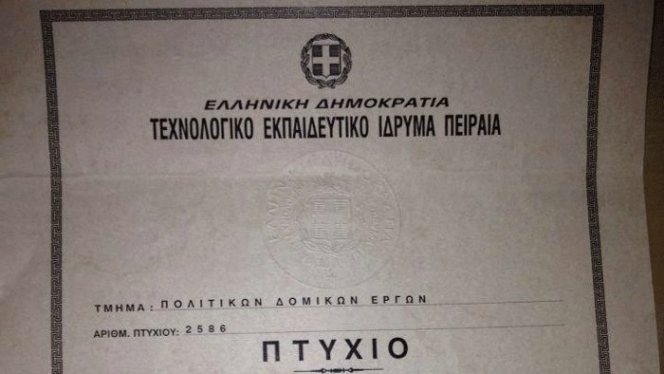 ΕΛΛΗΝΙΚΗ ΔΗΜΟΚΡΑΤΙΑ
ΤΕΧΝΟΛΟΓΙΚΟ ΕΚΠΑΙΔΕΥΤΙΚΟ ΙΔΡΥΜΑ ΠΕΙΡΑΙΑ
ΤΜΗΜΑ: ΠΟΛΙΤΙΚΩΝ ΔΟΜΙΚΩΝ ΕΡΓΩΝ
ΑΡΙΘΜ. ΠΤΥΧΙΟΥ: 2586
ΠΤΥΧΙΟ